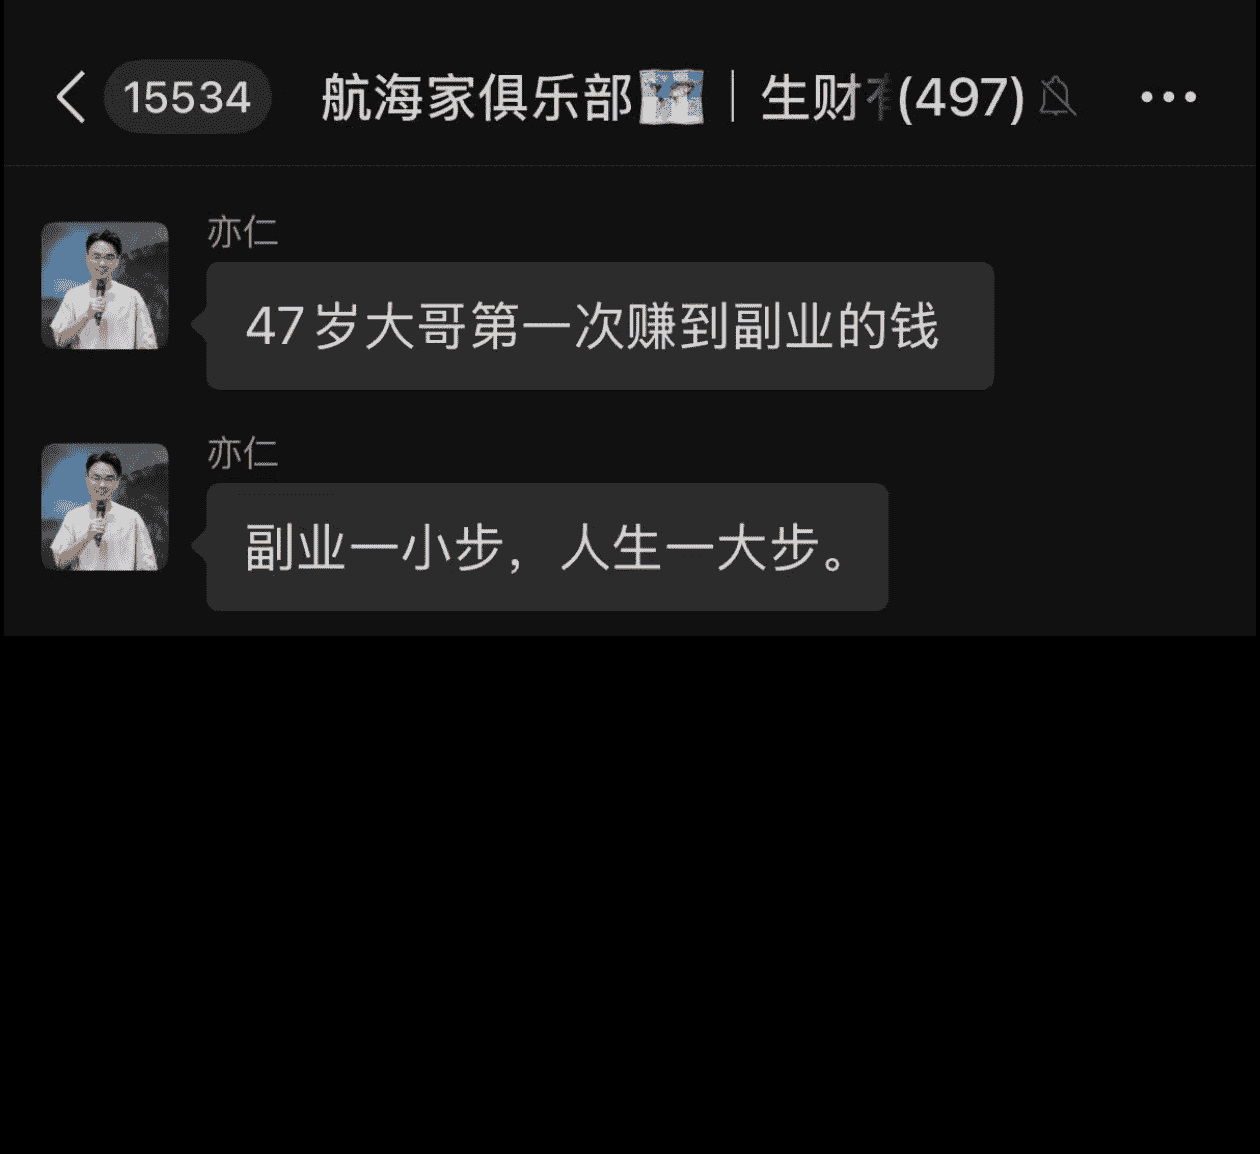 15534
航海家俱乐部🗺️｜生财(497)
亦仁
47岁大哥第一次赚到副业的钱
亦仁
副业一小步，人生一大步。